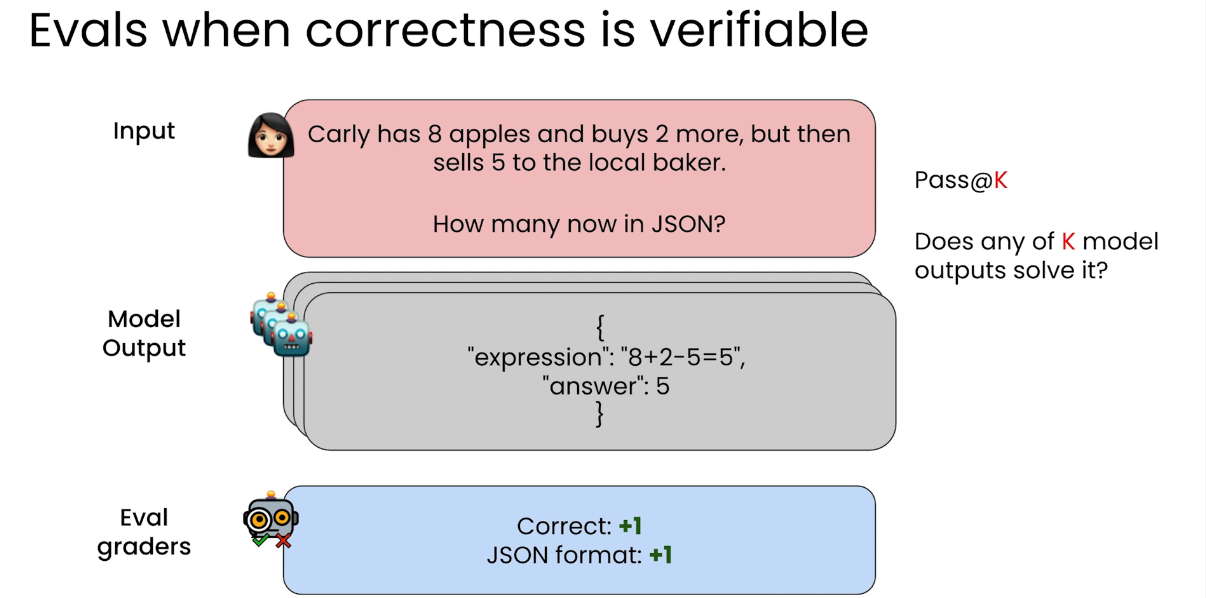 Evals when correctness is verifiable
Input
Carly has 8 apples and buys 2 more, but then
sells 5 to the local baker.
How many now in JSON?
Pass@K
Does any of K model
outputs solve it?
Model
Output
{
"expression": "8+2-5=5",
"answer": 5
}
Eval
graders
Correct: +1
JSON format: +1